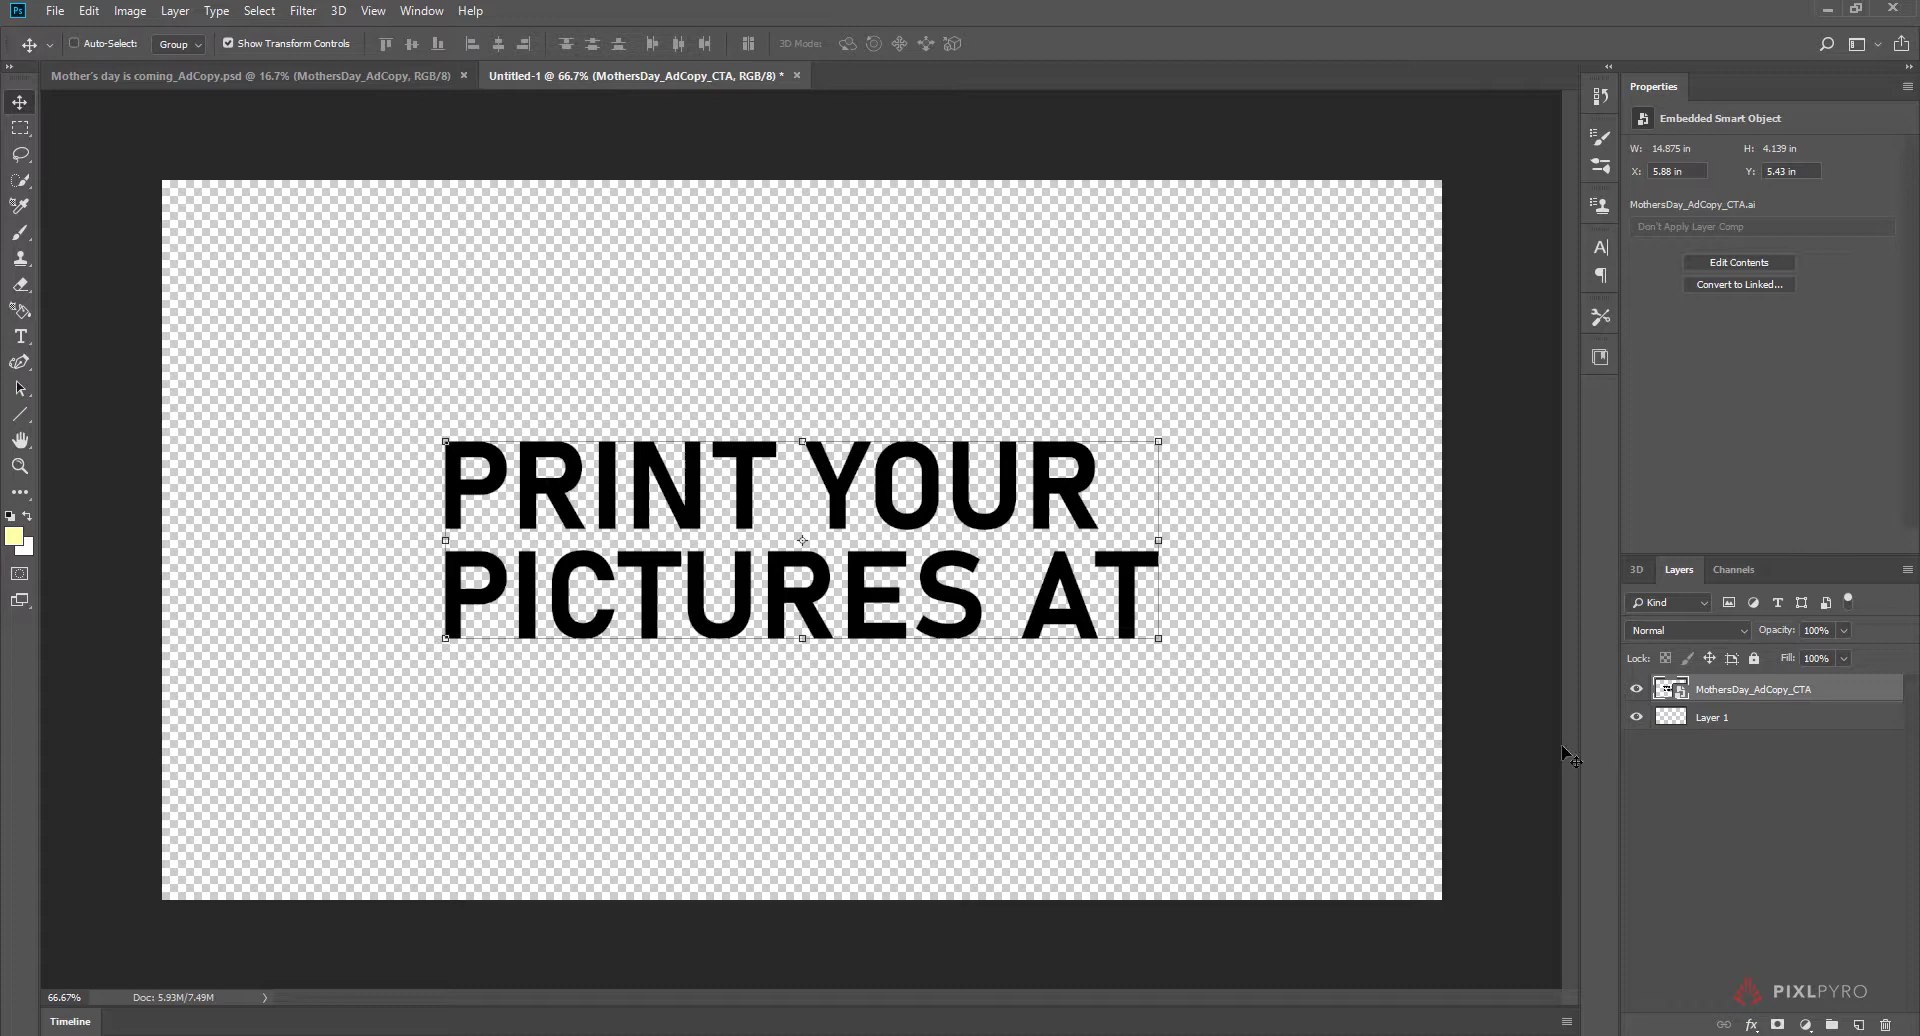 Ps File Edit Image Layer Type Select Filter 3D View Window Help
Auto-Select: Group Show Transform Controls 3D Mode:
Mother's day is coming_AdCopy.psd @ 16.7% (MothersDay_AdCopy, RGB/8) × Untitled-1 @ 66.7% (MothersDay_AdCopy_CTA, RGB/8) * ×
Properties
Embedded Smart Object
W: 14.875 in H: 4.139 in
X: 5.88 in Y: 5.43 in
MothersDay_AdCopy_CTA.ai
Don't Apply Layer Comp
Edit Contents
Convert to Linked...
PRINT YOUR
PICTURES AT
3D Layers Channels
Kind
Normal Opacity: 100%
Lock: Fill: 100%
MothersDay_AdCopy_CTA
Layer 1
PIXLPYRO
66.67% Doc: 5.93M/7.49M
Timeline
fx